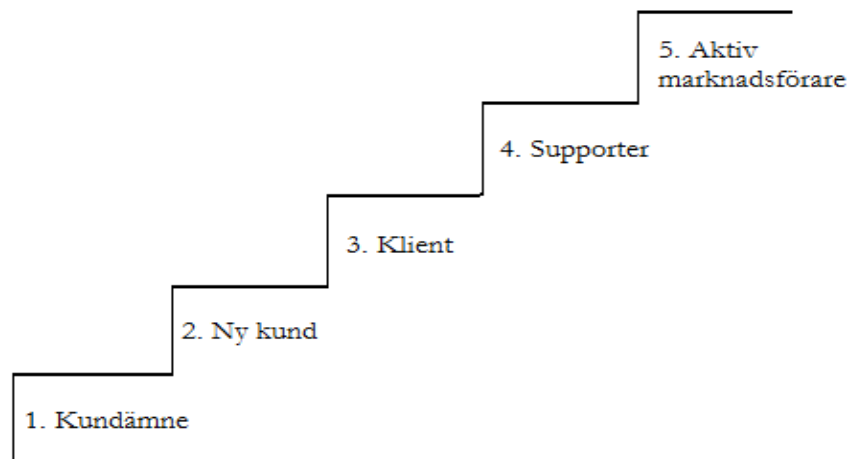 5. Aktiv
marknadsförare
4. Supporter
3. Klient
2. Ny kund
1. Kundämne